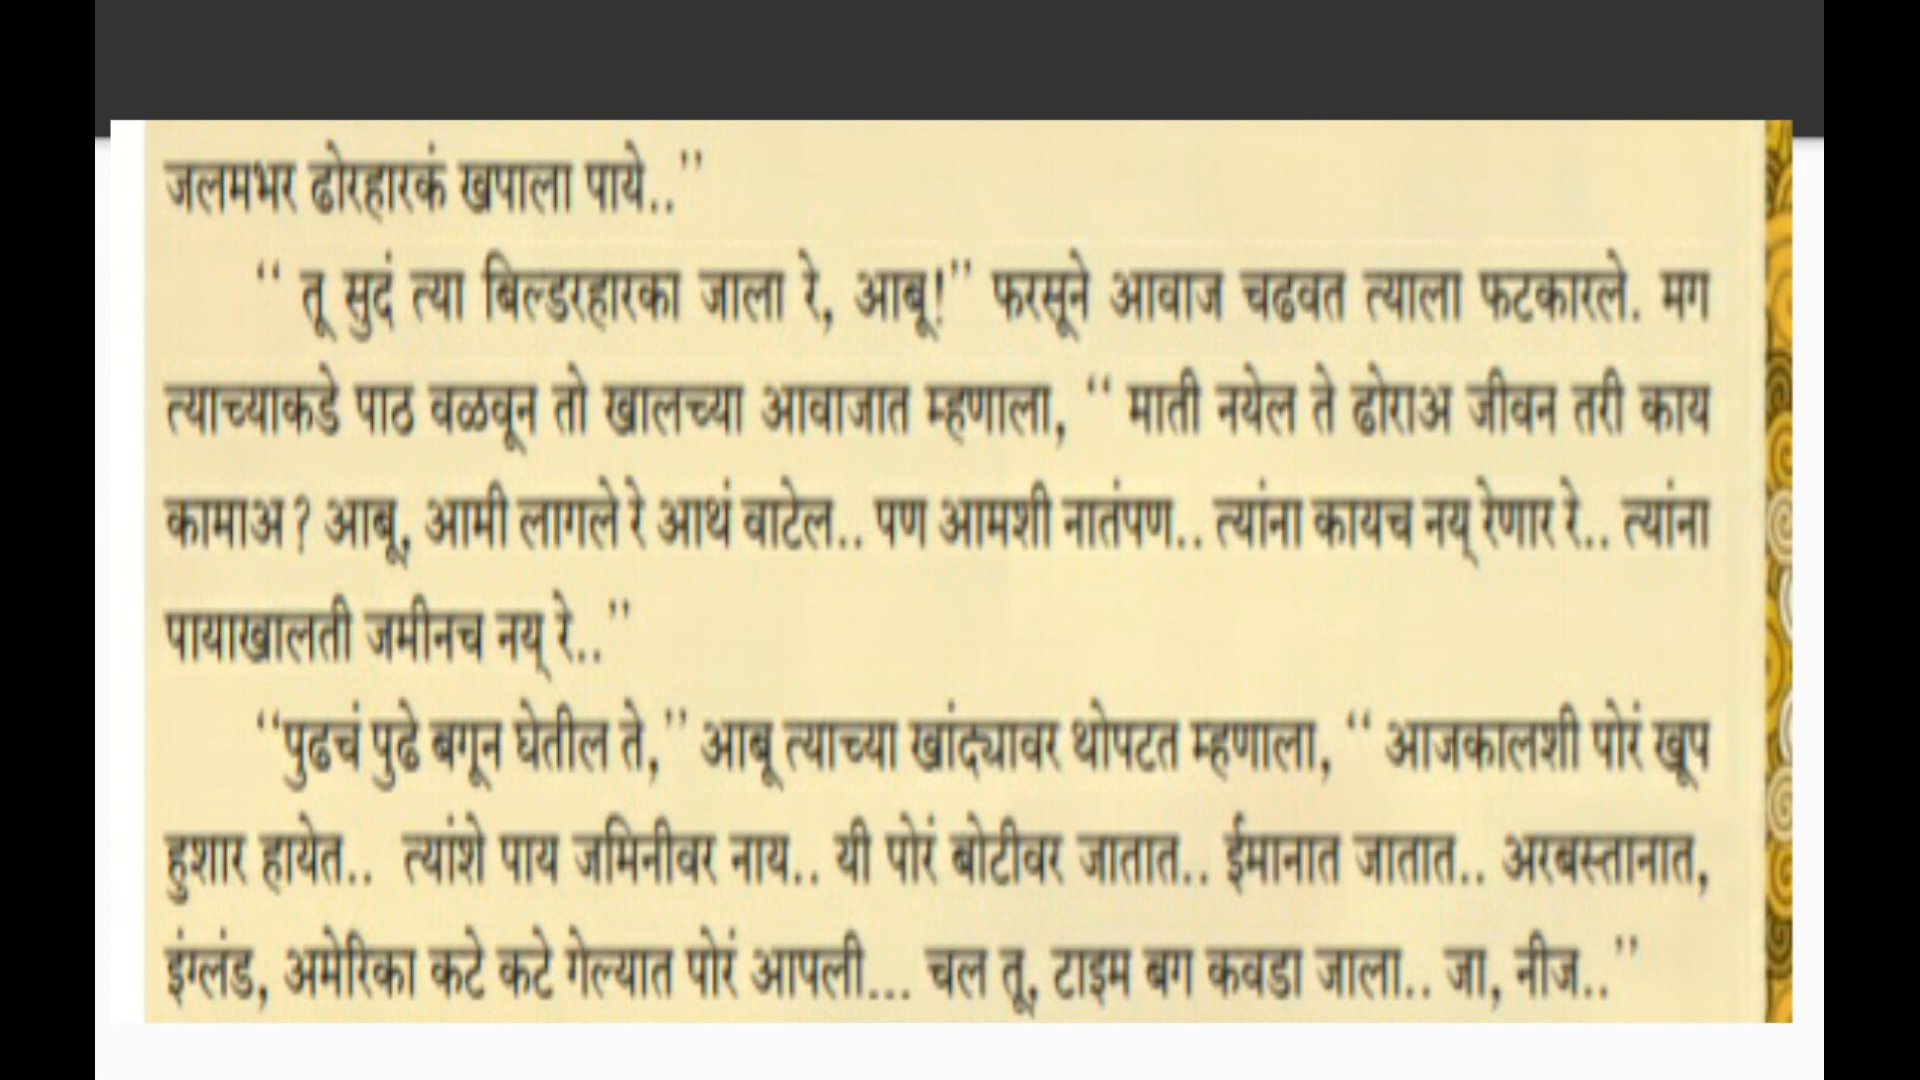 जलमभर ढोरहारकं खपाला पाये..’’
‘‘ तू सुदं त्या बिल्डरहारका जाला रे, आबू!’’ फरसूने आवाज चढवत त्याला फटकारले. मग
त्याच्याकडे पाठ वळवून तो खालच्या आवाजात म्हणाला, ‘‘ माती नयेल ते ढोराअ जीवन तरी काय
कामाअ? आबू, आमी लागले रे आथं वाटेल.. पण आमशी नातंपण.. त्यांना कायच नय् रेणार रे.. त्यांना
पायाखालती जमीनच नय् रे..’’
‘‘पुढचं पुढे बगून घेतील ते,’’ आबू त्याच्या खांद्यावर थोपटत म्हणाला, ‘‘ आजकालशी पोरं खूप
हुशार हायेत.. त्यांशे पाय जमिनीवर नाय.. यी पोरं बोटीवर जातात.. ईमानात जातात.. अरबस्तानात,
इंग्लंड, अमेरिका कटे कटे गेल्यात पोरं आपली... चल तू, टाइम बग कवडा जाला.. जा, नीज..’’